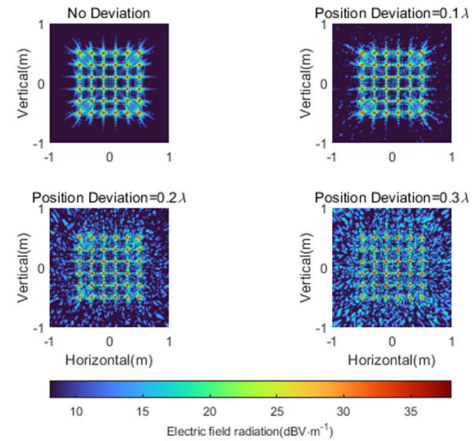 No Deviation
Position Deviation=0.1λ
1
0
-1
Vertical(m)
-1 0 1
1
0
-1
Vertical(m)
-1 0 1
Position Deviation=0.2λ
Position Deviation=0.3λ
1
0
-1
Vertical(m)
-1 0 1
Horizontal(m)
1
0
-1
Vertical(m)
-1 0 1
Horizontal(m)
10 15 20 25 30 35
Electric field radiation(dBV·m⁻¹)